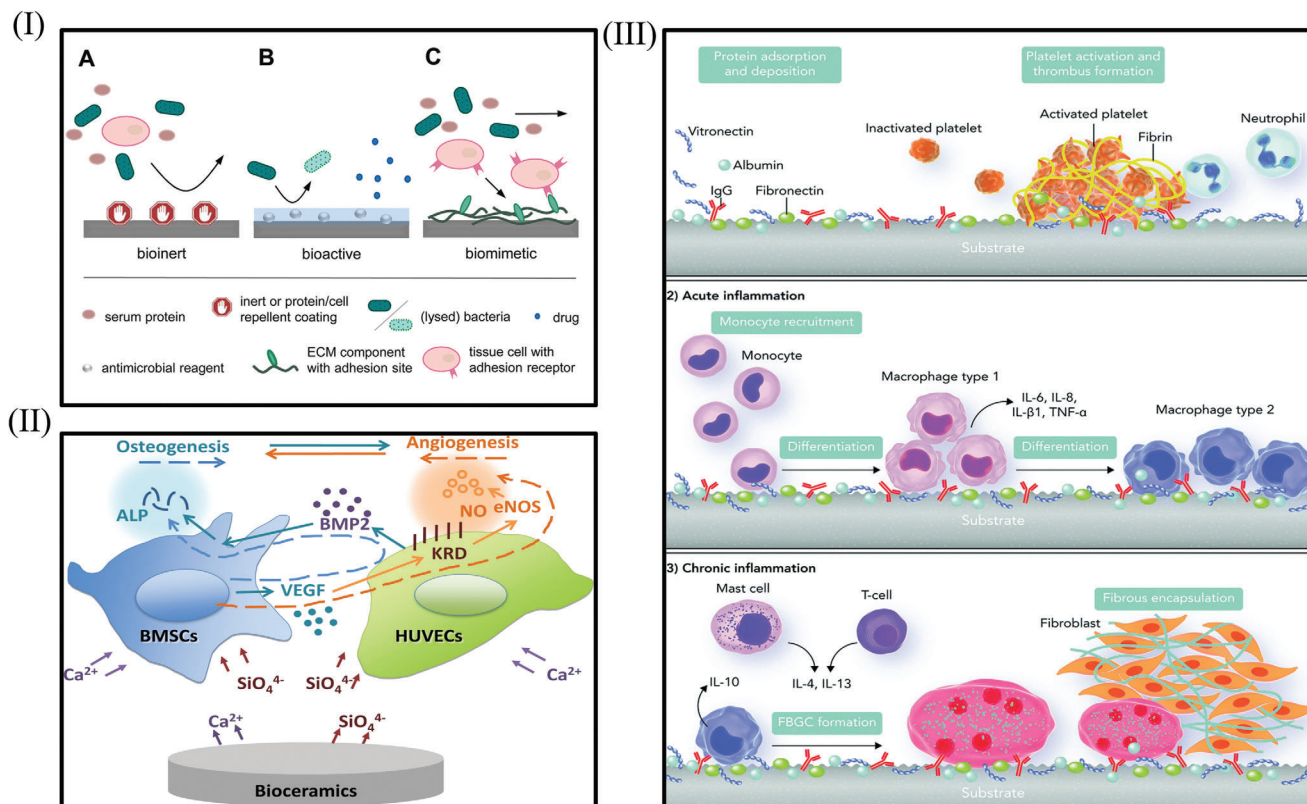 (I)
A
B
C
bioinert
bioactive
biomimetic
serum protein
inert or protein/cell
repellent coating
(lysed) bacteria
drug
antimicrobial reagent
ECM component
with adhesion site
tissue cell with
adhesion receptor
(II)
Osteogenesis
Angiogenesis
ALP
BMP2
NO
eNOS
KRD
VEGF
BMSCs
HUVECs
Ca²⁺
SiO₄⁴⁻
SiO₄⁴⁻
Ca²⁺
Ca²⁺
SiO₄⁴⁻
Bioceramics
(III)
Protein adsorption
and deposition
Platelet activation and
thrombus formation
Vitronectin
Albumin
IgG
Fibronectin
Inactivated platelet
Activated platelet
Fibrin
Neutrophil
Substrate
2) Acute inflammation
Monocyte recruitment
Monocyte
Macrophage type 1
IL-6, IL-8,
IL-β1, TNF-α
Macrophage type 2
Differentiation
Differentiation
Substrate
3) Chronic inflammation
Mast cell
T-cell
Fibrous encapsulation
Fibroblast
IL-10
IL-4, IL-13
FBGC formation
Substrate